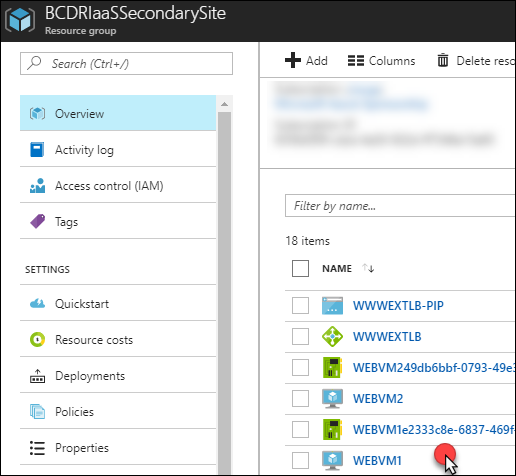 BCDRIaaSSecondarySite
Resource group
Search (Ctrl+/)
Overview
Activity log
Access control (IAM)
Tags
SETTINGS
Quickstart
Resource costs
Deployments
Policies
Properties
Add Columns Delete reso
Filter by name...
18 items
NAME
WWWEXTLB-PIP
WWWEXTLB
WEBVM249db6bbf-0793-49e3
WEBVM2
WEBVM1e2333c8e-6837-469f
WEBVM1